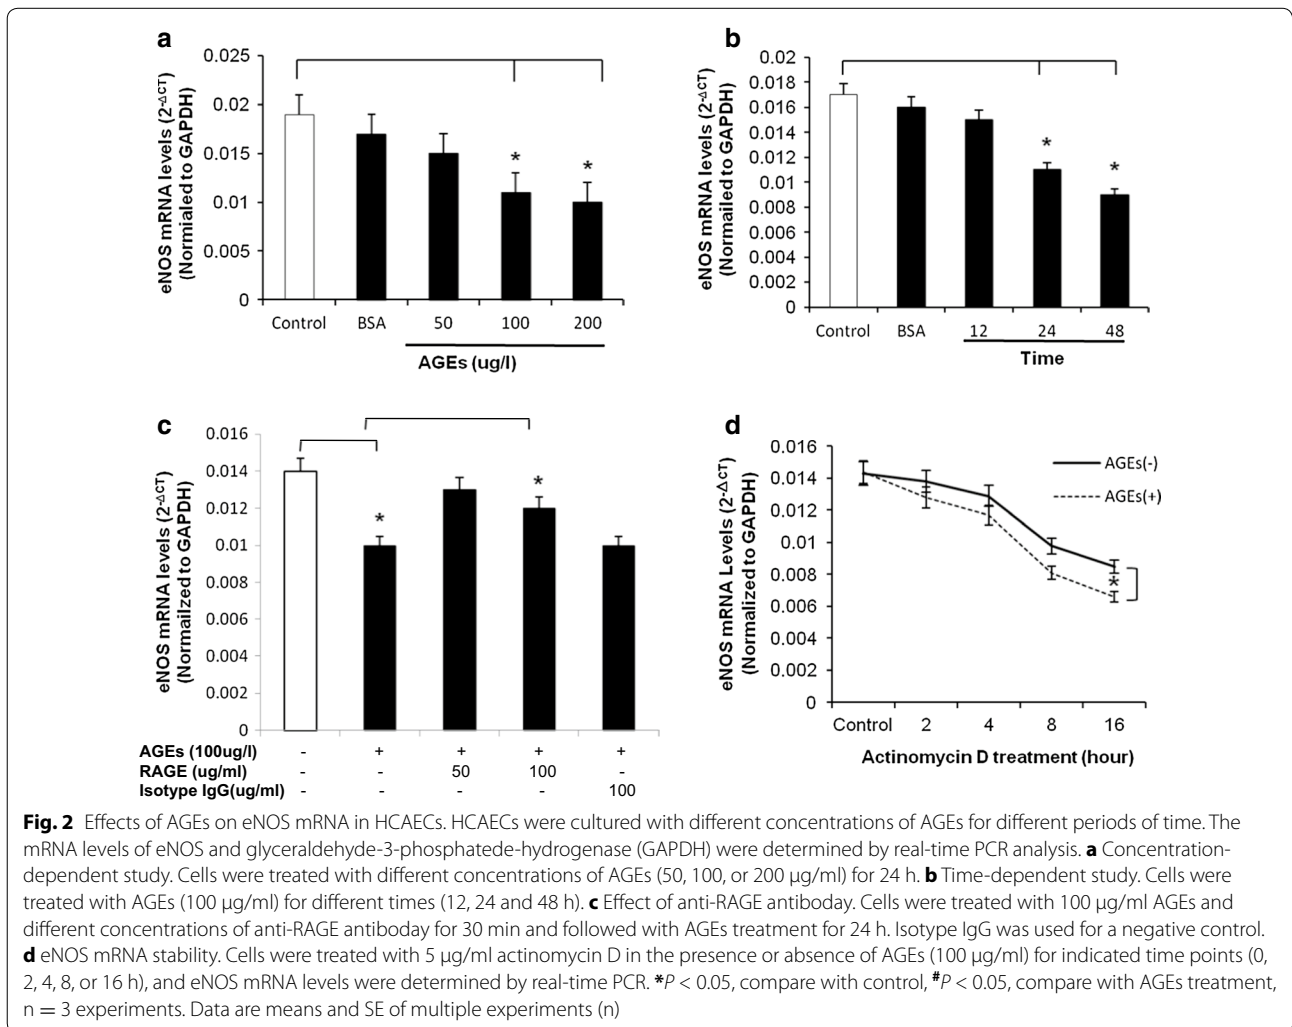 a
eNOS mRNA levels (2-ΔCT)
(Normialed to GAPDH)
0.025
0.02
0.015
0.01
0.005
0
*
*
Control BSA 50 100 200
AGEs (ug/l)
b
eNOS mRNA levels (2-ΔCT)
(Normailed to GAPDH)
0.02
0.018
0.016
0.014
0.012
0.01
0.008
0.006
0.004
0.002
0
*
*
Control BSA 12 24 48
Time
c
eNOS mRNA levels (2-ΔCT)
(Normailzed to GAPDH)
0.016
0.014
0.012
0.01
0.008
0.006
0.004
0.002
0
*
*
AGEs (100ug/l) - + + + +
RAGE (ug/ml) - - 50 100 -
Isotype IgG(ug/ml) - - - - 100
d
eNOS mRNA Levels (2-ΔCT)
(Normalized to GAPDH)
0.016
0.014
0.012
0.01
0.008
0.006
0.004
0.002
0
AGEs(-)
AGEs(+)
*
Control 2 4 8 16
Actinomycin D treatment (hour)
Fig. 2 Effects of AGEs on eNOS mRNA in HCAECs. HCAECs were cultured with different concentrations of AGEs for different periods of time. The
mRNA levels of eNOS and glyceraldehyde-3-phosphatede-hydrogenase (GAPDH) were determined by real-time PCR analysis. a Concentration-
dependent study. Cells were treated with different concentrations of AGEs (50, 100, or 200 μg/ml) for 24 h. b Time-dependent study. Cells were
treated with AGEs (100 μg/ml) for different times (12, 24 and 48 h). c Effect of anti-RAGE antiboday. Cells were treated with 100 μg/ml AGEs and
different concentrations of anti-RAGE antiboday for 30 min and followed with AGEs treatment for 24 h. Isotype IgG was used for a negative control.
d eNOS mRNA stability. Cells were treated with 5 μg/ml actinomycin D in the presence or absence of AGEs (100 μg/ml) for indicated time points (0,
2, 4, 8, or 16 h), and eNOS mRNA levels were determined by real-time PCR. *P < 0.05, compare with control, #P < 0.05, compare with AGEs treatment,
n = 3 experiments. Data are means and SE of multiple experiments (n)